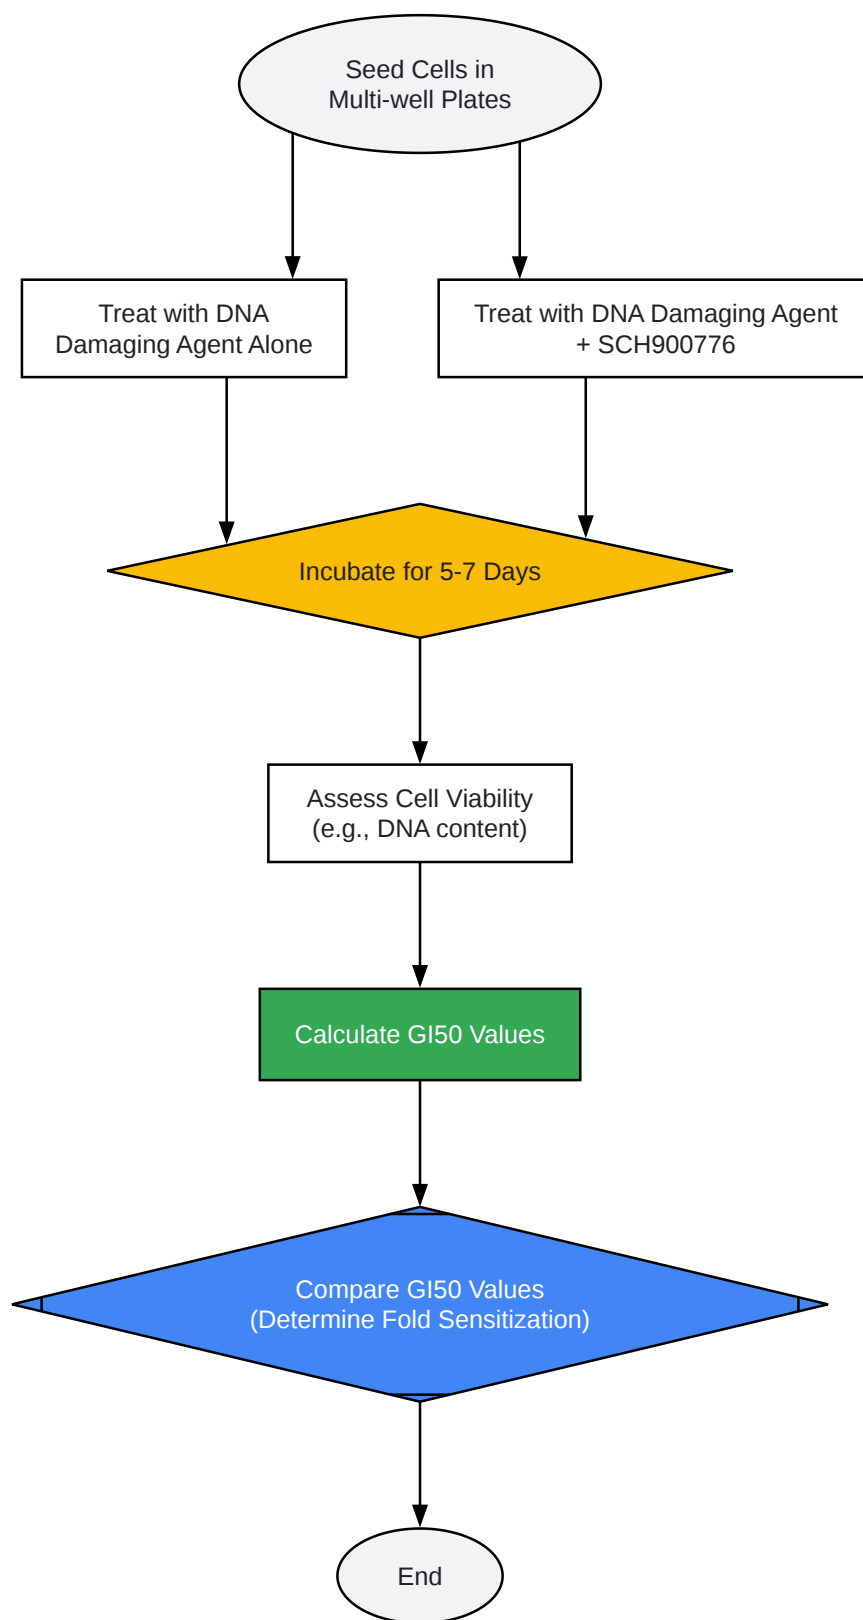 Seed Cells in
Multi-well Plates
Treat with DNA
Damaging Agent Alone
Treat with DNA Damaging Agent
+ SCH900776
Incubate for 5-7 Days
Assess Cell Viability
(e.g., DNA content)
Calculate GI50 Values
Compare GI50 Values
(Determine Fold Sensitization)
End